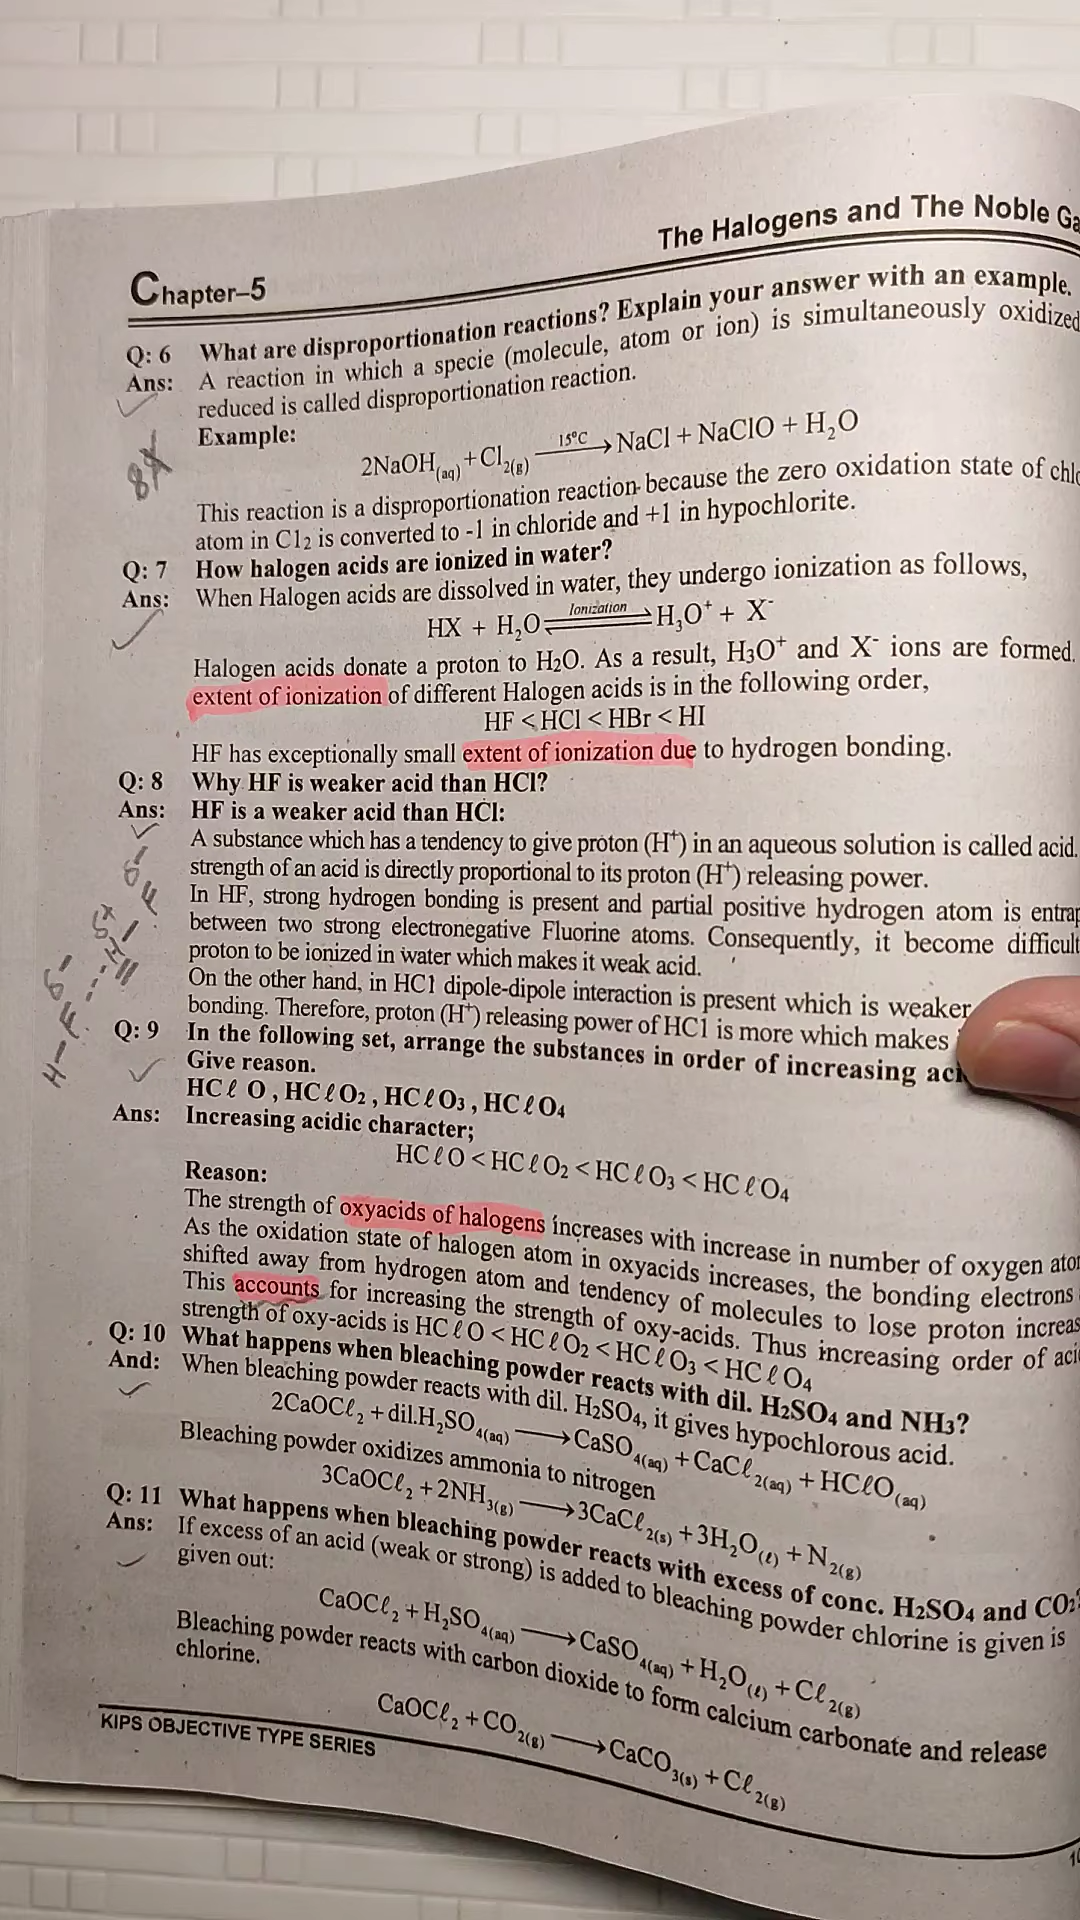 The Halogens and The Noble
Chapter–5
Q: 6 What are disproportionation reactions? Explain your answer with an example.
Ans: A reaction in which a specie (molecule, atom or ion) is simultaneously oxidized
reduced is called disproportionation reaction.
Example:
2NaOH(aq) + Cl2(g) 15°C → NaCl + NaClO + H2O
8x
This reaction is a disproportionation reaction because the zero oxidation state of
atom in C12 is converted to -1 in chloride and +1 in hypochlorite.
Q: 7 How halogen acids are ionized in water?
Ans: When Halogen acids are dissolved in water, they undergo ionization as follows,
HX + H2O ⇌ Ionization H3O+ + X-
Halogen acids donate a proton to H2O. As a result, H3O+ and X- ions are formed.
extent of ionization of different Halogen acids is in the following order,
HF < HCl < HBr < HI
HF has exceptionally small extent of ionization due to hydrogen bonding.
Q: 8 Why HF is weaker acid than HCl?
Ans: HF is a weaker acid than HCl:
A substance which has a tendency to give proton (H+) in an aqueous solution is called acid.
strength of an acid is directly proportional to its proton (H+) releasing power.
In HF, strong hydrogen bonding is present and partial positive hydrogen atom is
between two strong electronegative Fluorine atoms. Consequently, it become difficult
proton to be ionized in water which makes it weak acid.
On the other hand, in HC1 dipole-dipole interaction is present which is weaker
bonding. Therefore, proton (H+) releasing power of HC1 is more which makes
H – F ---- H – F
δ- δ+ δ-
Q: 9 In the following set, arrange the substances in order of increasing
Give reason.
HCℓO, HCℓO2, HCℓO3, HCℓO4
Ans: Increasing acidic character;
HCℓO < HCℓO2 < HCℓO3 < HCℓO4
Reason:
The strength of oxyacids of halogens increases with increase in number of oxygen
As the oxidation state of halogen atom in oxyacids increases, the bonding electrons
shifted away from hydrogen atom and tendency of molecules to lose proton
This accounts for increasing the strength of oxy-acids. Thus increasing order of
strength of oxy-acids is HCℓO < HCℓO2 < HCℓO3 < HCℓO4
Q: 10 What happens when bleaching powder reacts with dil. H2SO4 and NH3?
And: When bleaching powder reacts with dil. H2SO4, it gives hypochlorous acid.
2CaOCℓ2 + dil.H2SO4(aq) → CaSO4(aq) + CaCℓ2(aq) + HCℓO(aq)
Bleaching powder oxidizes ammonia to nitrogen
3CaOCℓ2 + 2NH3(g) → 3CaCℓ2(s) + 3H2O(ℓ) + N2(g)
Q: 11 What happens when bleaching powder reacts with excess of conc. H2SO4 and CO2?
Ans: If excess of an acid (weak or strong) is added to bleaching powder chlorine is given is
given out:
CaOCℓ2 + H2SO4(aq) → CaSO4(aq) + H2O(ℓ) + Cℓ2(g)
Bleaching powder reacts with carbon dioxide to form calcium carbonate and release
chlorine.
CaOCℓ2 + CO2(g) → CaCO3(s) + Cℓ2(g)
KIPS OBJECTIVE TYPE SERIES